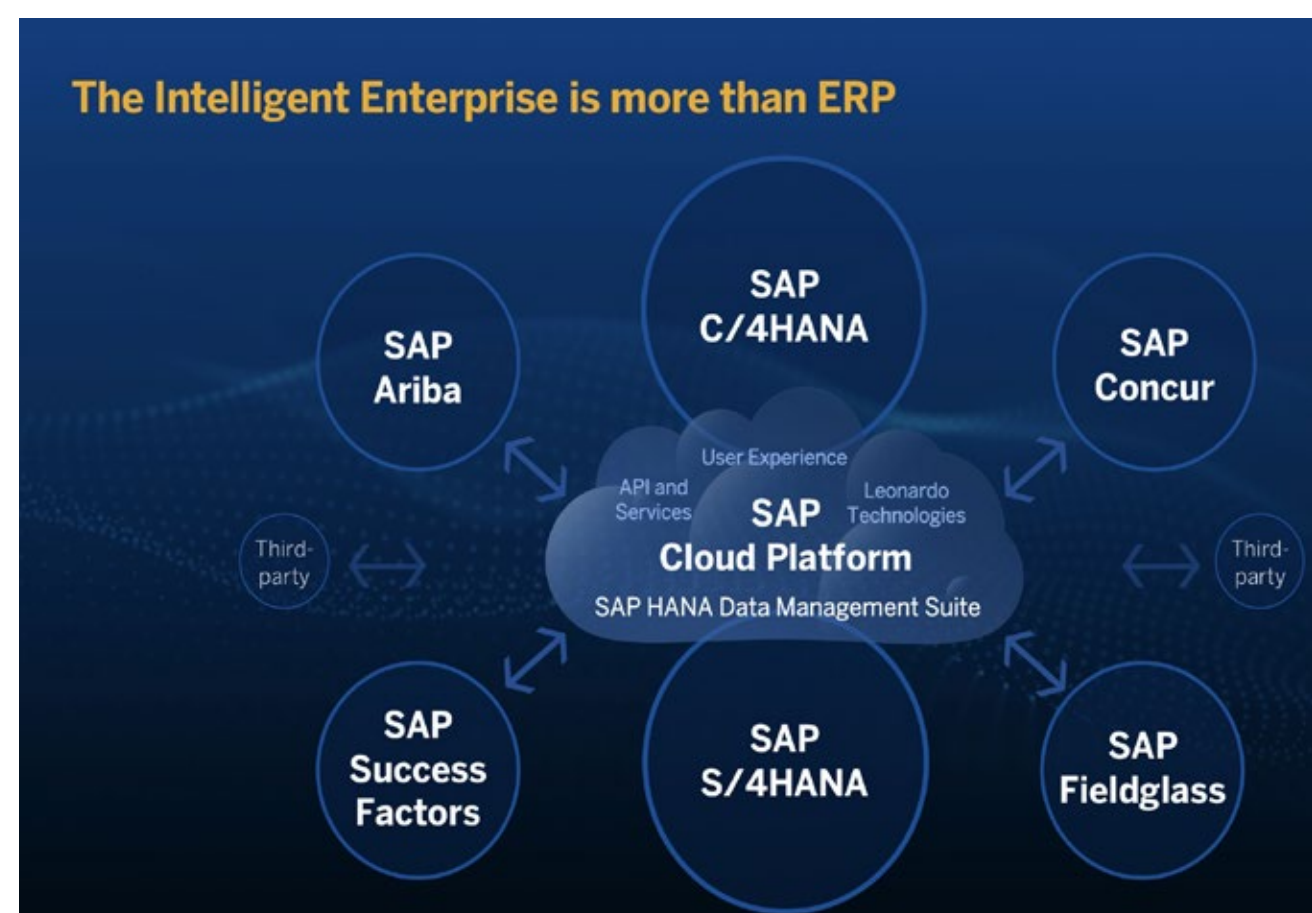 The Intelligent Enterprise is more than ERP
SAP
C/4HANA
SAP
Ariba
SAP
Concur
User Experience
API and
Services
Leonardo
Technologies
SAP
Cloud Platform
SAP HANA Data Management Suite
Third-
party
Third-
party
SAP
Success
Factors
SAP
S/4HANA
SAP
Fieldglass